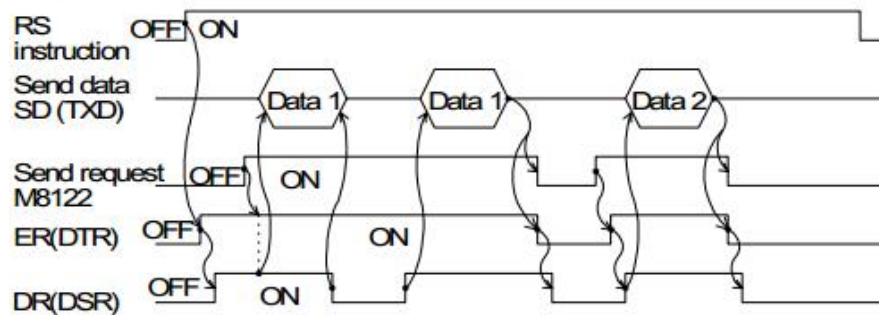 RS
instruction
OFF ON
Send data
SD (TXD)
Data 1 Data 1 Data 2
Send request
M8122
OFF ON
ER(DTR) OFF ON
DR(DSR) OFF ON